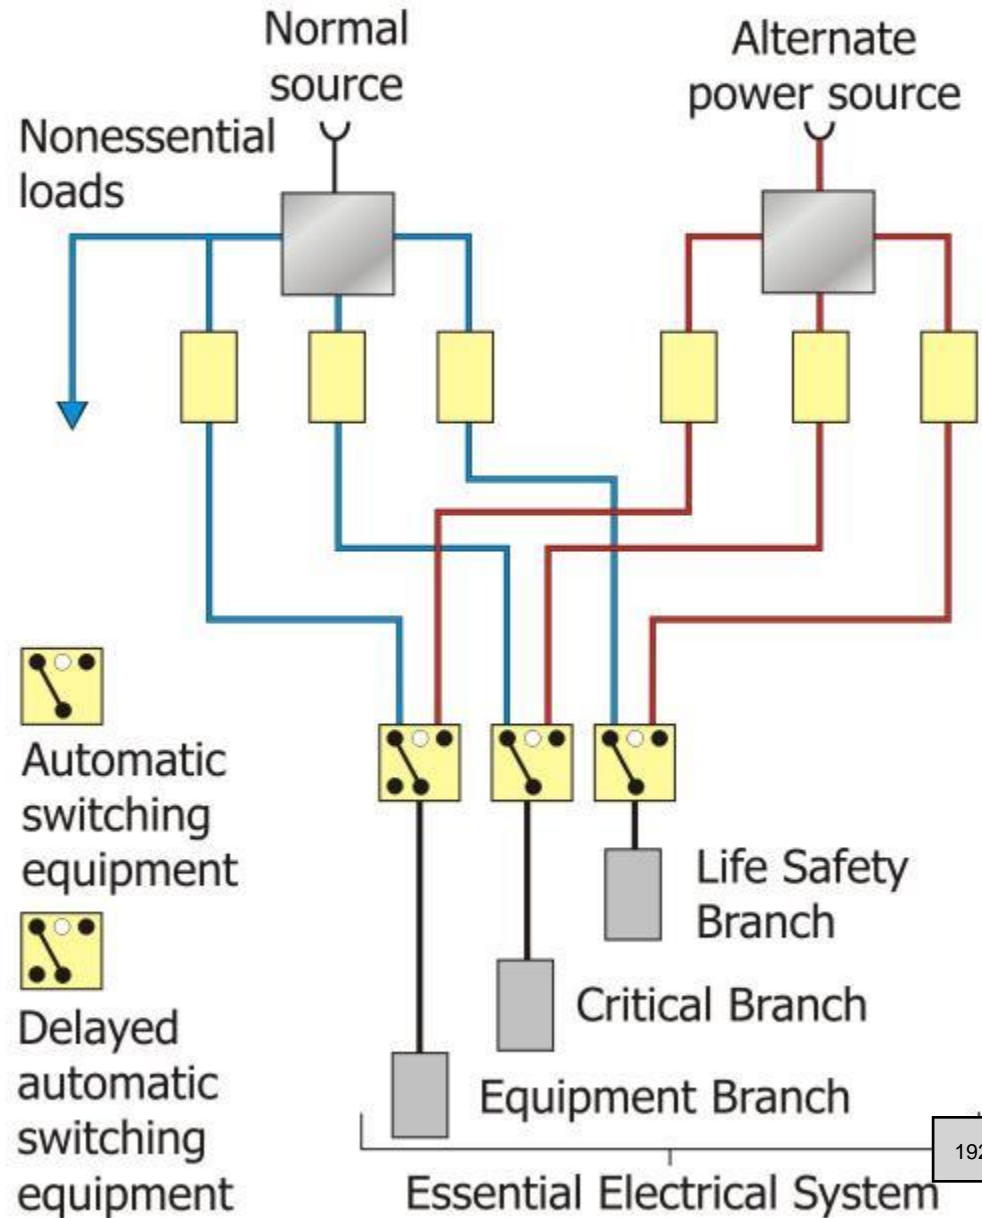 Normal
source
Alternate
power source
Nonessential
loads
Automatic
switching
equipment
Delayed
automatic
switching
equipment
Life Safety
Branch
Critical Branch
Equipment Branch
192
Essential Electrical System